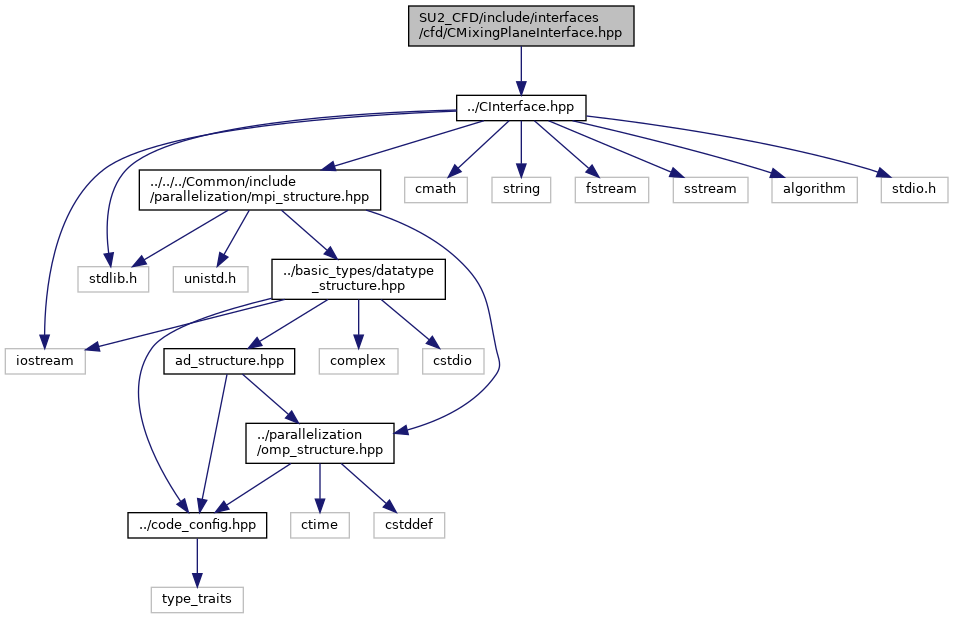 SU2_CFD/include/interfaces
/cfd/CMixingPlaneInterface.hpp
../CInterface.hpp
../../../Common/include
/parallelization/mpi_structure.hpp
cmath
string
fstream
sstream
algorithm
stdio.h
stdlib.h
unistd.h
../basic_types/datatype
_structure.hpp
iostream
ad_structure.hpp
complex
cstdio
../parallelization
/omp_structure.hpp
../code_config.hpp
ctime
cstddef
type_traits